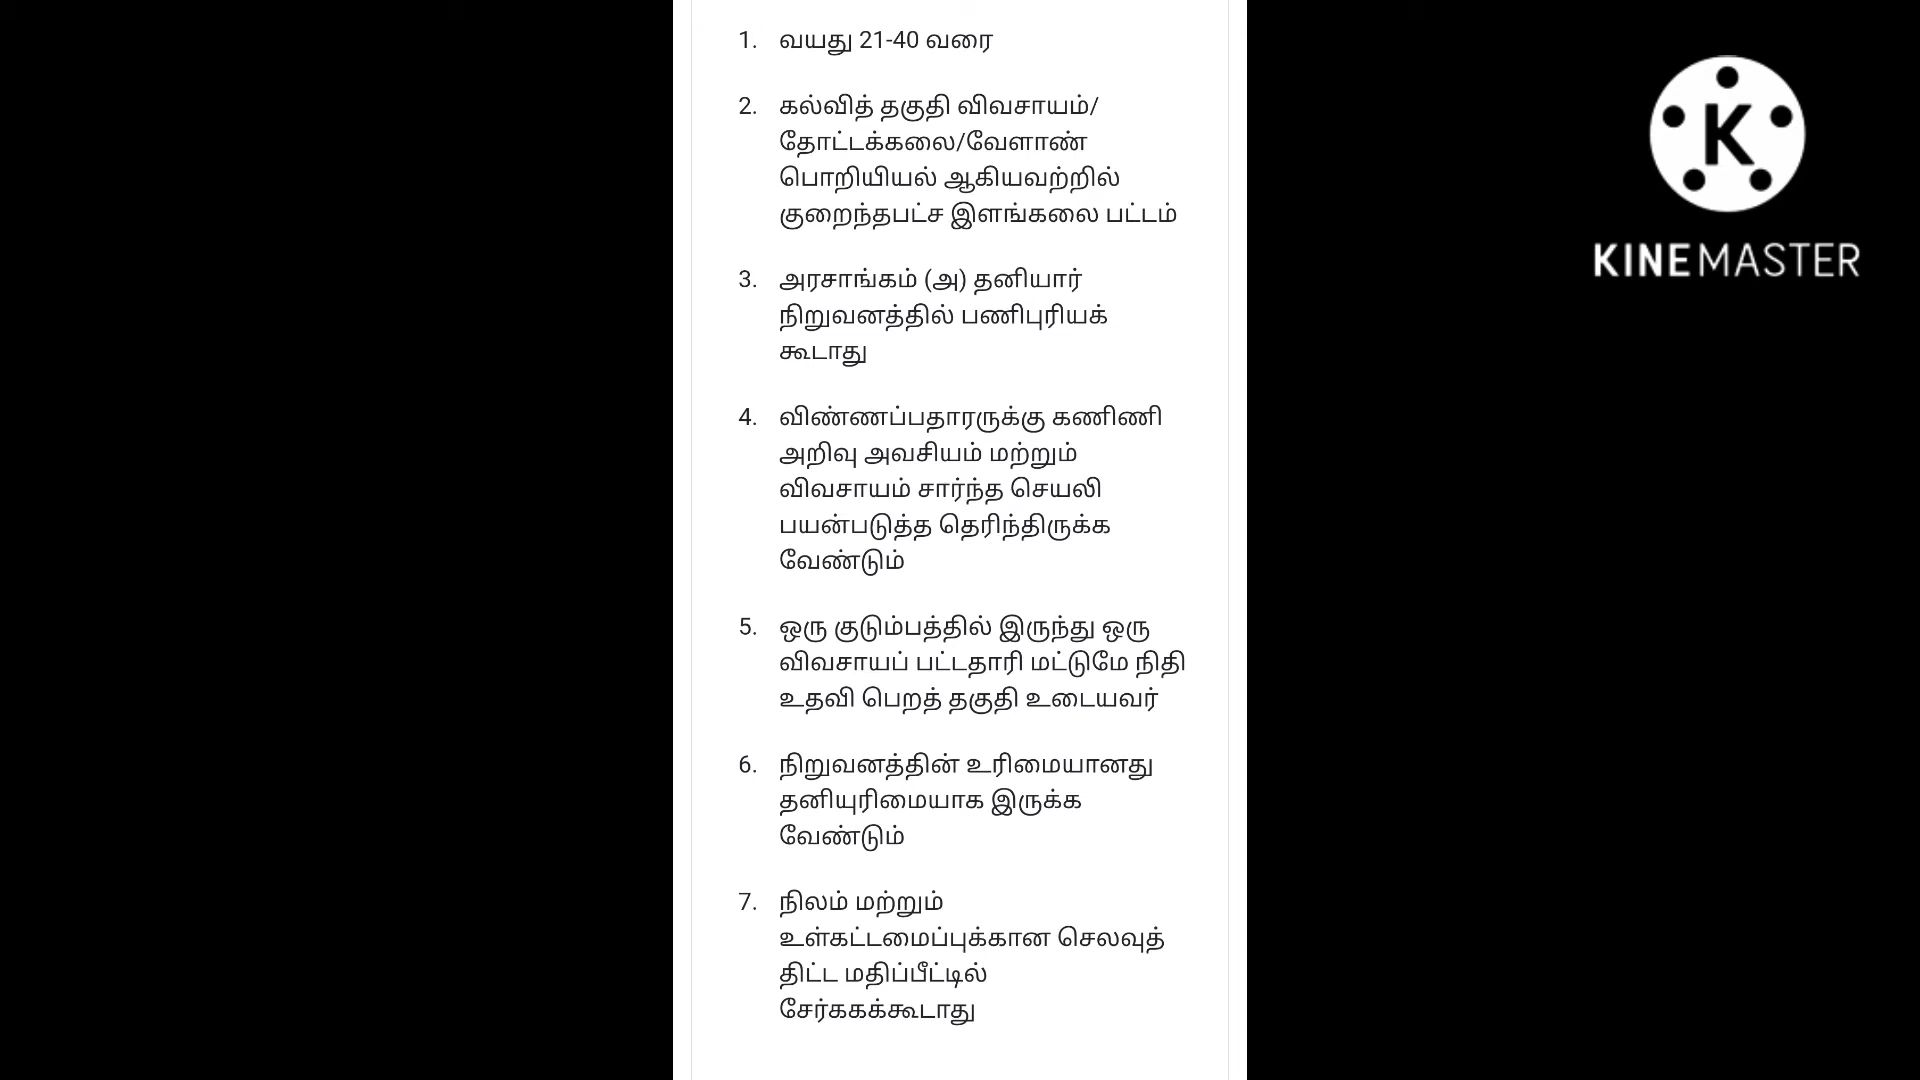 1. வயது 21-40 வரை
2. கல்வித் தகுதி விவசாயம்/
தோட்டக்கலை/வேளாண்
பொறியியல் ஆகியவற்றில்
குறைந்தபட்ச இளங்கலை பட்டம்
3. அரசாங்கம் (அ) தனியார்
நிறுவனத்தில் பணிபுரியக்
கூடாது
4. விண்ணப்பதாரருக்கு கணிணி
அறிவு அவசியம் மற்றும்
விவசாயம் சார்ந்த செயலி
பயன்படுத்த தெரிந்திருக்க
வேண்டும்
5. ஒரு குடும்பத்தில் இருந்து ஒரு
விவசாயப் பட்டதாரி மட்டுமே நிதி
உதவி பெறத் தகுதி உடையவர்
6. நிறுவனத்தின் உரிமையானது
தனியுரிமையாக இருக்க
வேண்டும்
7. நிலம் மற்றும்
உள்கட்டமைப்புக்கான செலவுத்
திட்ட மதிப்பீட்டில்
சேர்ககக்கூடாது
K
KINEMASTER